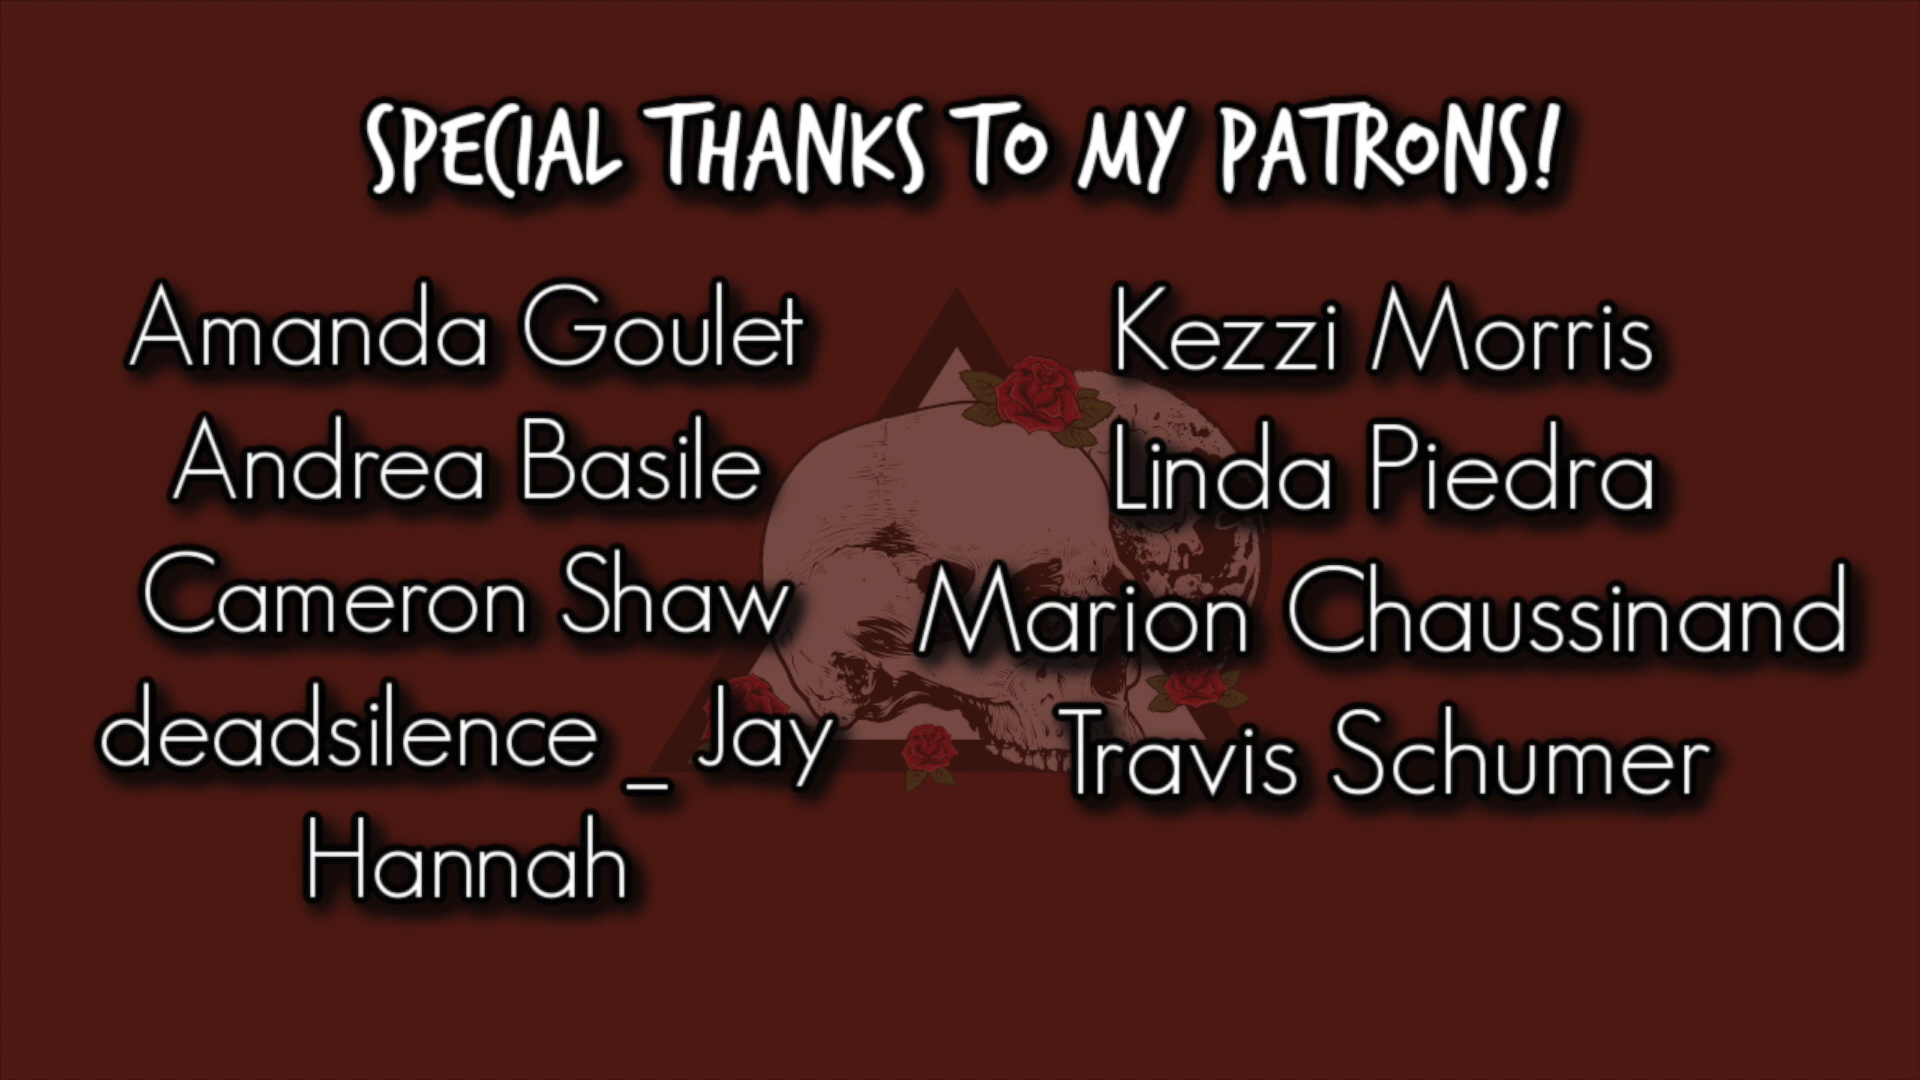 SPECIAL THANKS TO MY PATRONS!
Amanda Goulet
Andrea Basile
Cameron Shaw
deadsilence _ Jay
Hannah
Kezzi Morris
Linda Piedra
Marion Chaussinand
Travis Schumer